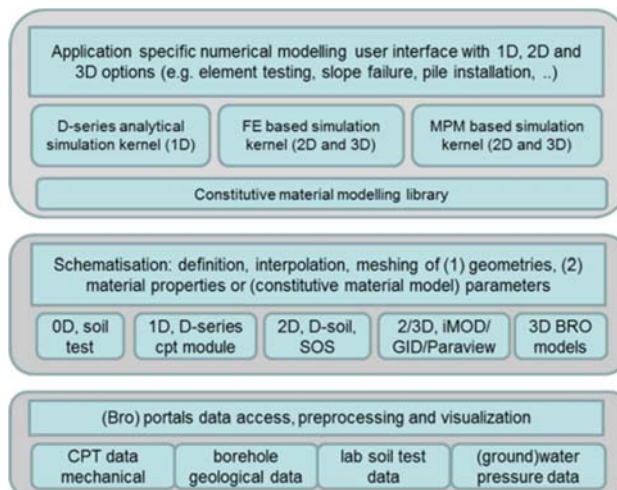 Application specific numerical modelling user interface with 1D, 2D and
3D options (e.g. element testing, slope failure, pile installation, ..)
D-series analytical
simulation kernel (1D)
FE based simulation
kernel (2D and 3D)
MPM based simulation
kernel (2D and 3D)
Constitutive material modelling library
Schematisation: definition, interpolation, meshing of (1) geometries, (2)
material properties or (constitutive material model) parameters
0D, soil
test
1D, D-series
cpt module
2D, D-soil,
SOS
2/3D, iMOD/
GID/Paraview
3D BRO
models
(Bro) portals data access, preprocessing and visualization
CPT data
mechanical
borehole
geological data
lab soil test
data
(ground)water
pressure data